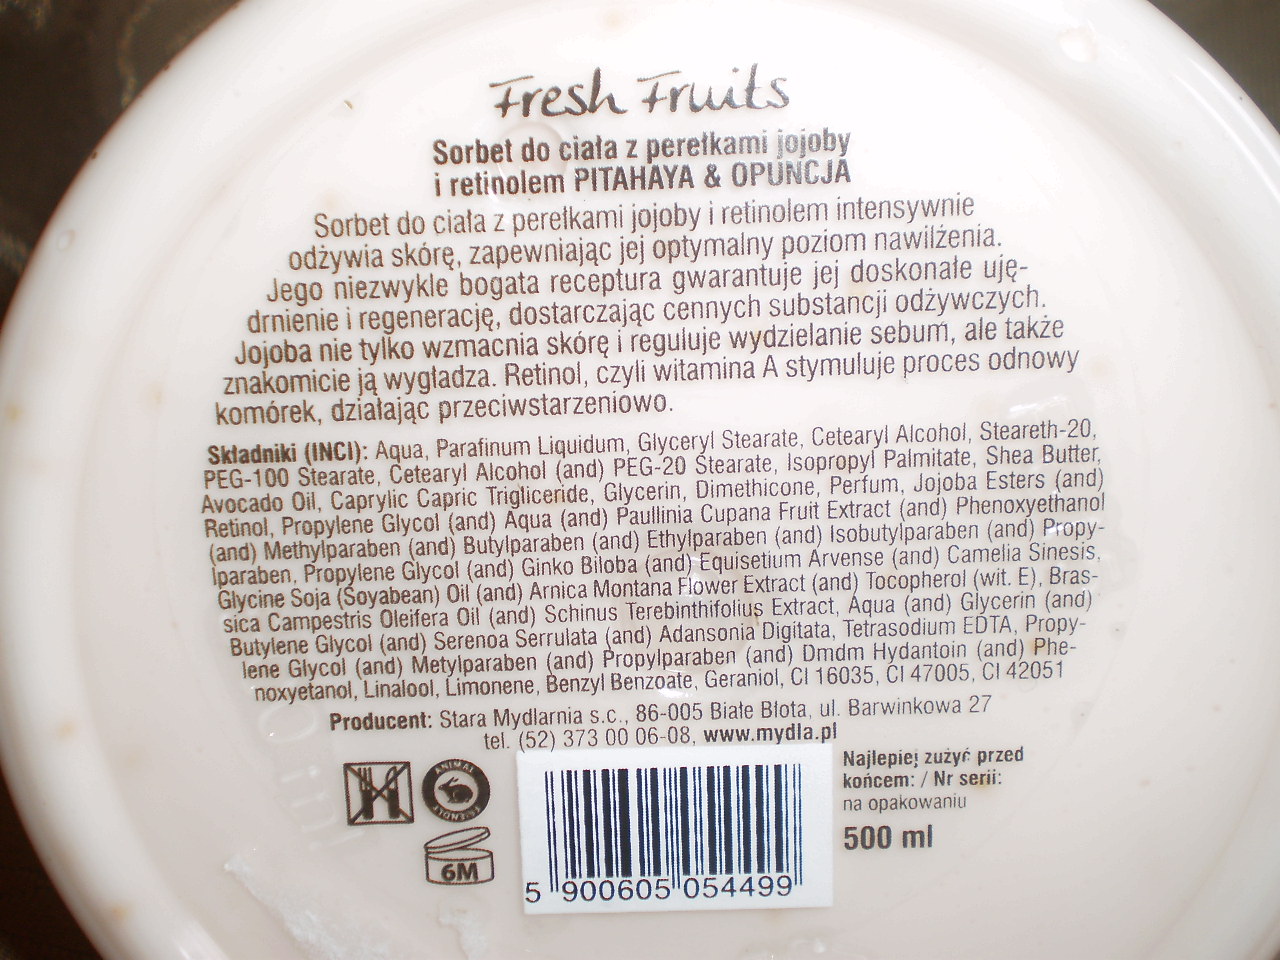 Fresh Fruits
Sorbet do ciała z perełkami jojoby
i retinolem PITAHAYA & OPUNCJA
Sorbet do ciała z perełkami jojoby i retinolem intensywnie
odżywia skórę, zapewniając jej optymalny poziom nawilżenia.
Jego niezwykle bogata receptura gwarantuje jej doskonałe uję-
drnienie i regenerację, dostarczając cennych substancji odżywczych.
Jojoba nie tylko wzmacnia skórę i reguluje wydzielanie sebum, ale także
znakomicie ją wygładza. Retinol, czyli witamina A stymuluje proces odnowy
komórek, działając przeciwstarzeniowo.
Składniki (INCI): Aqua, Parafinum Liquidum, Glyceryl Stearate, Cetearyl Alcohol, Steareth-20,
PEG-100 Stearate, Cetearyl Alcohol (and) PEG-20 Stearate, Isopropyl Palmitate, Shea Butter,
Avocado Oil, Caprylic Capric Trigliceride, Glycerin, Dimethicone, Perfum, Jojoba Esters (and)
Retinol, Propylene Glycol (and) Aqua (and) Paullinia Cupana Fruit Extract (and) Phenoxyethanol
(and) Methylparaben (and) Butylparaben (and) Ethylparaben (and) Isobutylparaben (and) Propy-
lparaben, Propylene Glycol (and) Ginko Biloba (and) Equisetium Arvense (and) Camelia Sinesis,
Glycine Soja (Soyabean) Oil (and) Arnica Montana Flower Extract (and) Tocopherol (wit. E), Bras-
sica Campestris Oleifera Oil (and) Schinus Terebinthifolius Extract, Aqua (and) Glycerin (and)
Butylene Glycol (and) Serenoa Serrulata (and) Adansonia Digitata, Tetrasodium EDTA, Propy-
lene Glycol (and) Metylparaben (and) Propylparaben (and) Dmdm Hydantoin (and) Phe-
noxyetanol, Linalool, Limonene, Benzyl Benzoate, Geraniol, CI 16035, CI 47005, CI 42051
Producent: Stara Mydlarnia s.c., 86-005 Białe Błota, ul. Barwinkowa 27
tel. (52) 373 00 06-08, www.mydla.pl
Najlepiej zużyć przed
końcem: / Nr serii:
na opakowaniu
500 ml
ANIMAL
FRIENDLY
6M
5 900605 054499